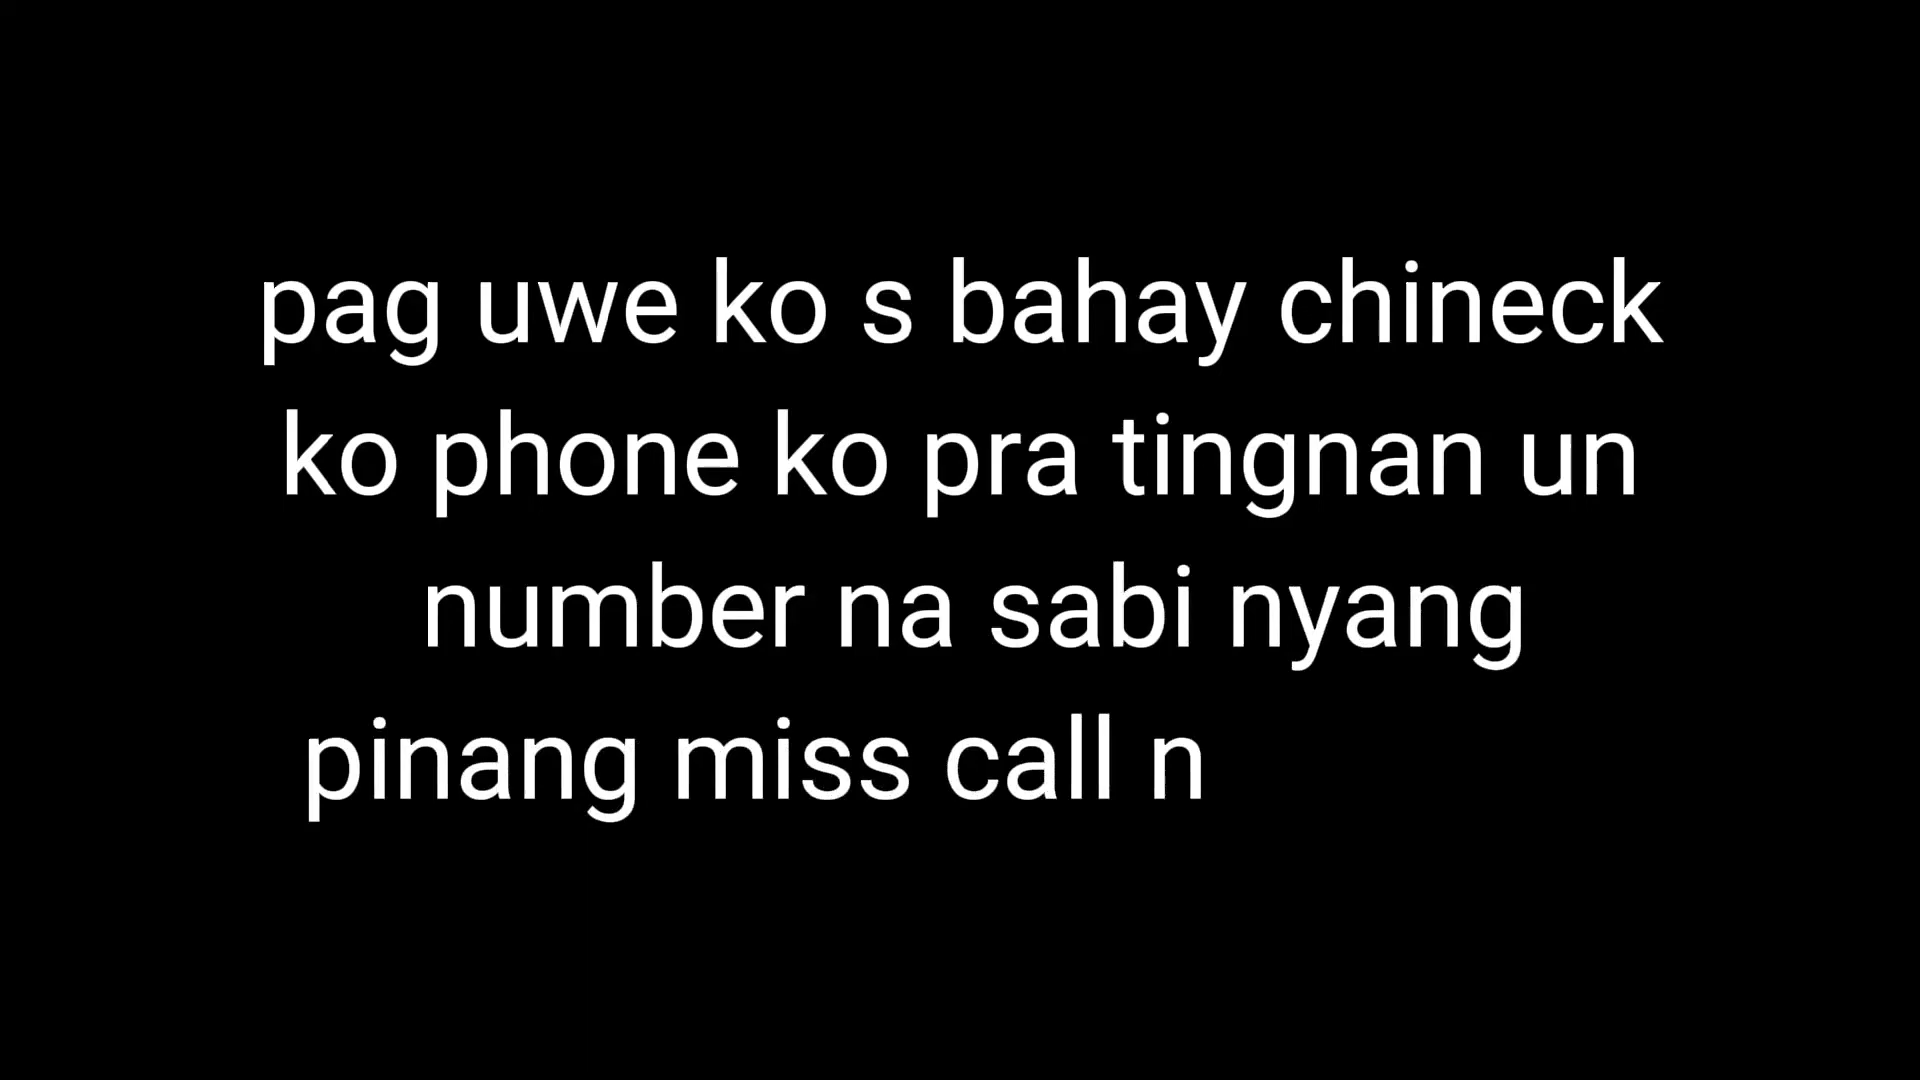 pag uwe ko s bahay chineck
ko phone ko pra tingnan un
number na sabi nyang
pinang miss call n